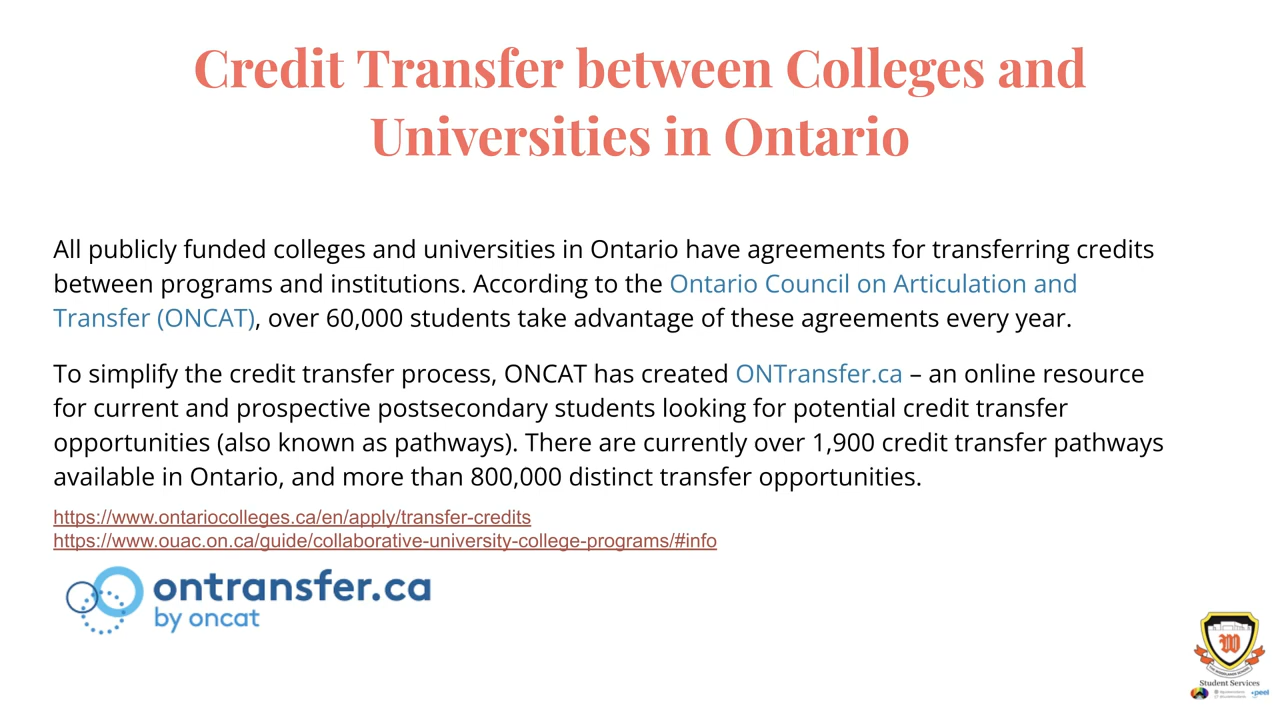 Credit Transfer between Colleges and
Universities in Ontario
All publicly funded colleges and universities in Ontario have agreements for transferring credits
between programs and institutions. According to the Ontario Council on Articulation and
Transfer (ONCAT), over 60,000 students take advantage of these agreements every year.
To simplify the credit transfer process, ONCAT has created ONTransfer.ca – an online resource
for current and prospective postsecondary students looking for potential credit transfer
opportunities (also known as pathways). There are currently over 1,900 credit transfer pathways
available in Ontario, and more than 800,000 distinct transfer opportunities.
https://www.ontariocolleges.ca/en/apply/transfer-credits
https://www.ouac.on.ca/guide/collaborative-university-college-programs/#info
ontransfer.ca
by oncat
W
Student Services
peel